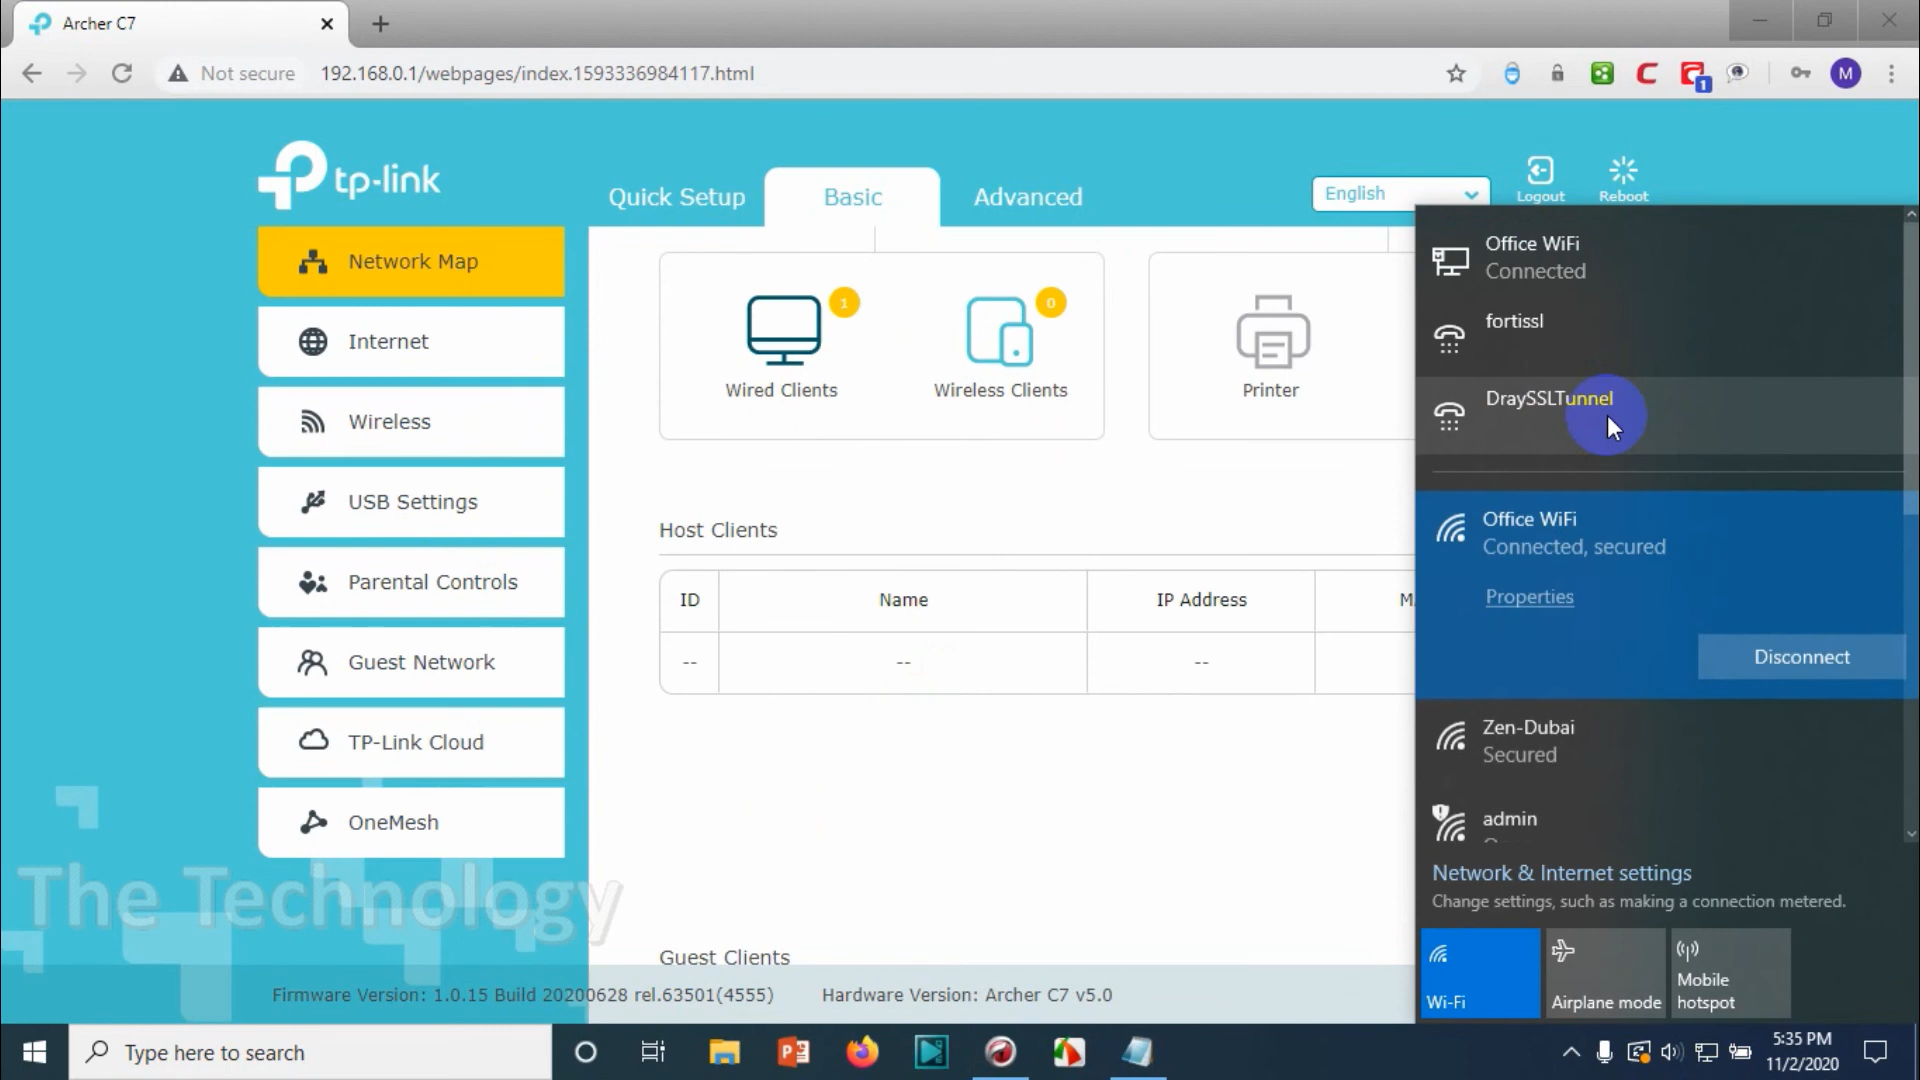 Archer C7
Not secure
192.168.0.1/webpages/index.1593336984117.html
1
M
tp-link
Quick Setup
Basic
Advanced
English
Logout
Reboot
Network Map
Internet
Wireless
USB Settings
Parental Controls
Guest Network
TP-Link Cloud
OneMesh
1
Wired Clients
0
Wireless Clients
Printer
Host Clients
ID
Name
IP Address
M
--
--
--
Guest Clients
Firmware Version: 1.0.15 Build 20200628 rel.63501(4555)
Hardware Version: Archer C7 v5.0
The Technology
Office WiFi
Connected
fortissl
DraySSLTunnel
Office WiFi
Connected, secured
Properties
Disconnect
Zen-Dubai
Secured
admin
Network & Internet settings
Change settings, such as making a connection metered.
Wi-Fi
Airplane mode
Mobile
hotspot
Type here to search
5:35 PM
11/2/2020